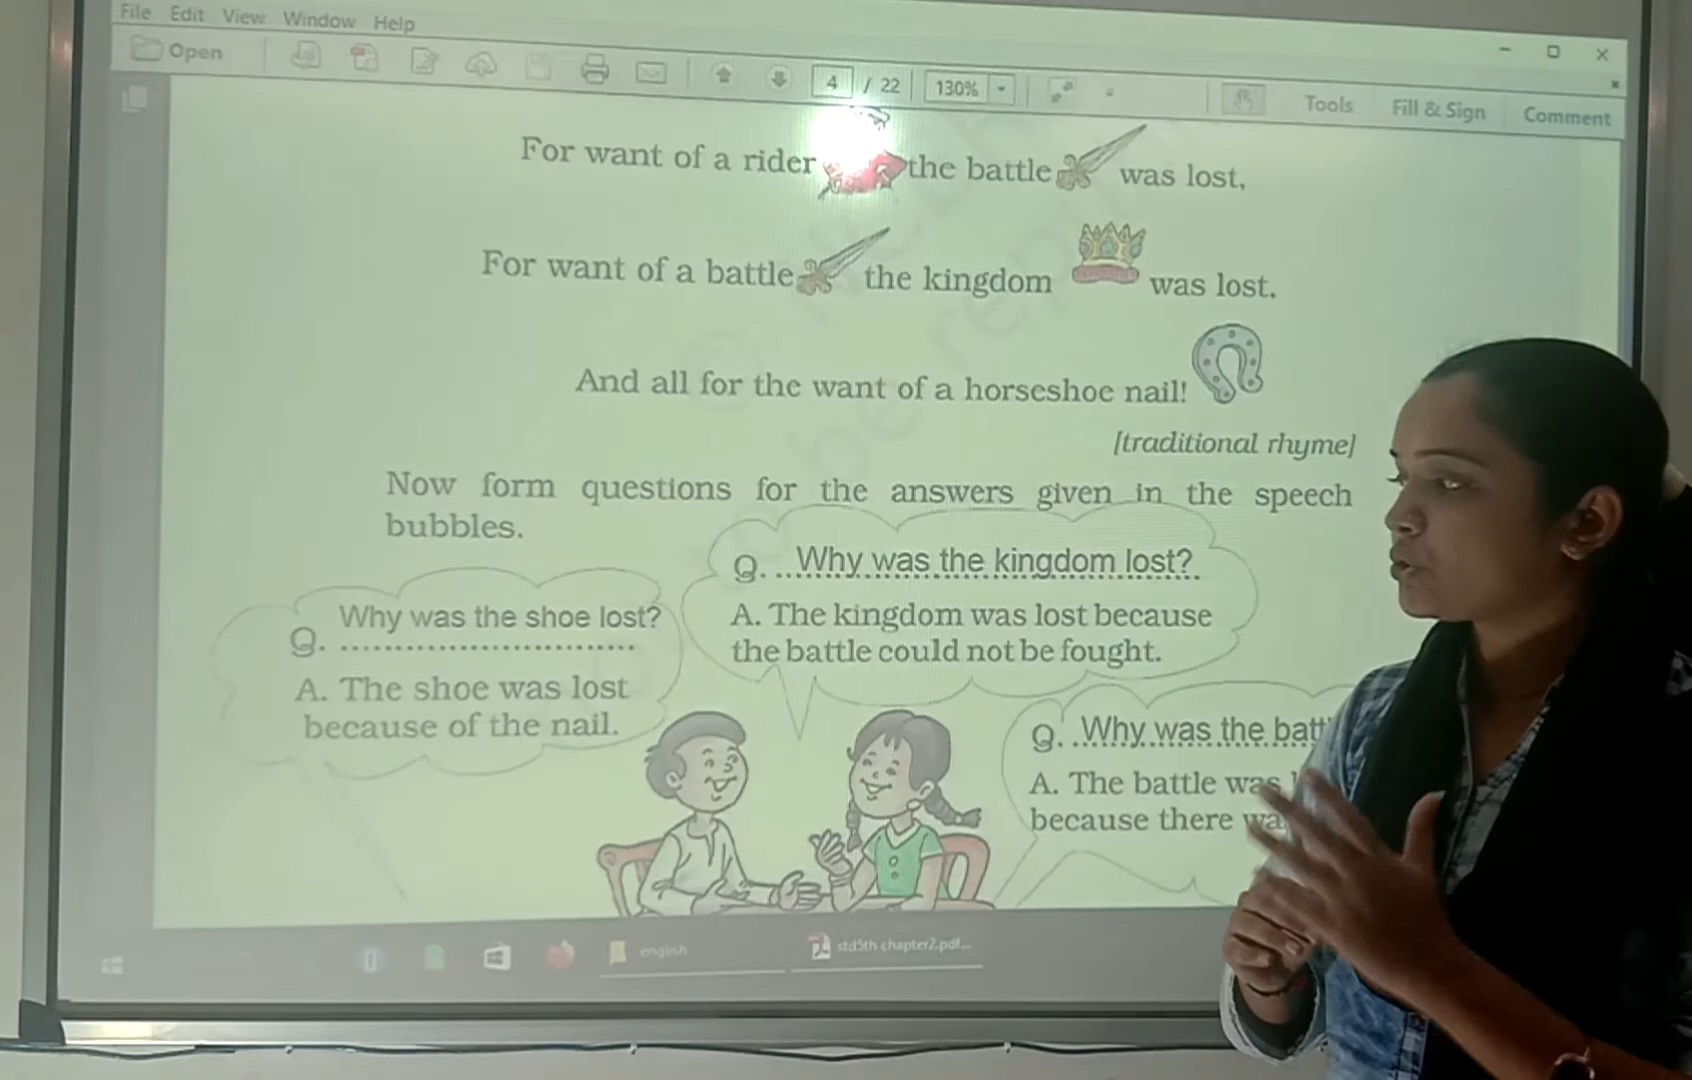 File Edit View Window Help
Open
4 / 22
130%
Tools Fill & Sign Comment
For want of a rider the battle was lost,
For want of a battle the kingdom was lost.
And all for the want of a horseshoe nail!
[traditional rhyme]
Now form questions for the answers given in the speech
bubbles.
Q. Why was the kingdom lost?
A. The kingdom was lost because
the battle could not be fought.
Why was the shoe lost?
Q.
A. The shoe was lost
because of the nail.
Q. Why was the
A. The battle was
because there
english
std5th chapter2.pdf...